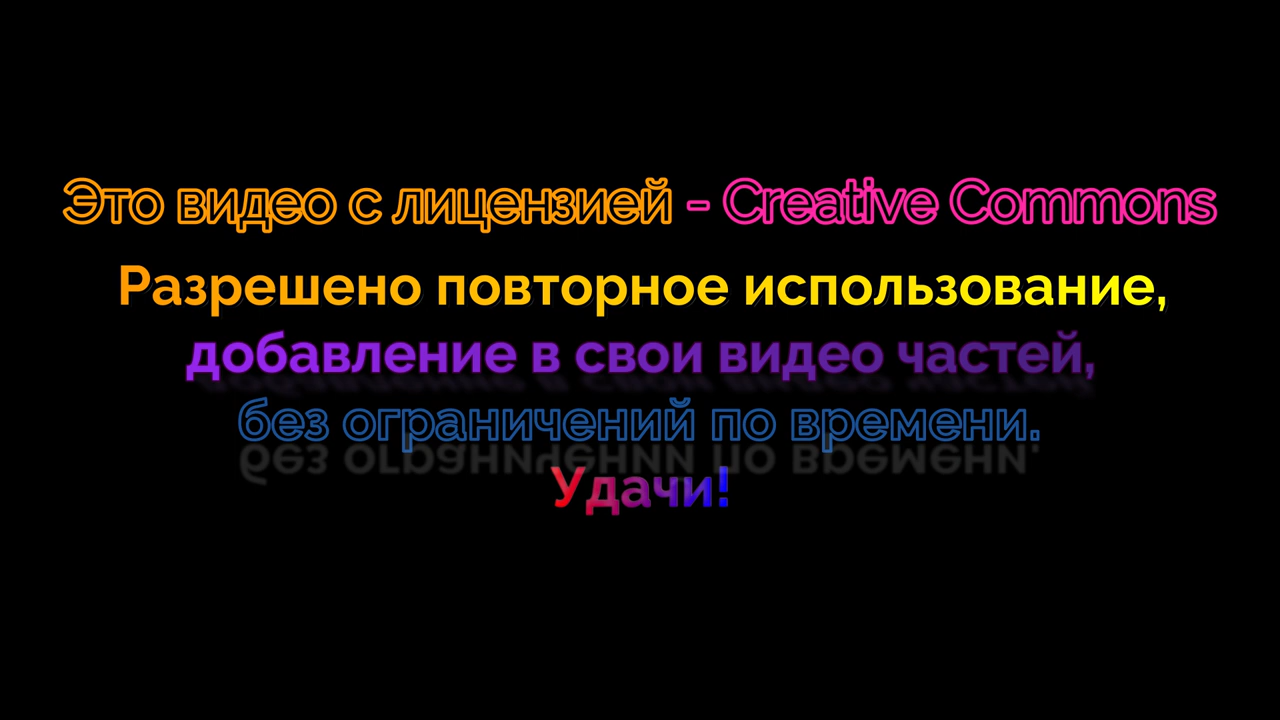 Это видео с лицензией - Creative Commons
Разрешено повторное использование,
добавление в свои видео частей,
без ограничений по времени.
Удачи!